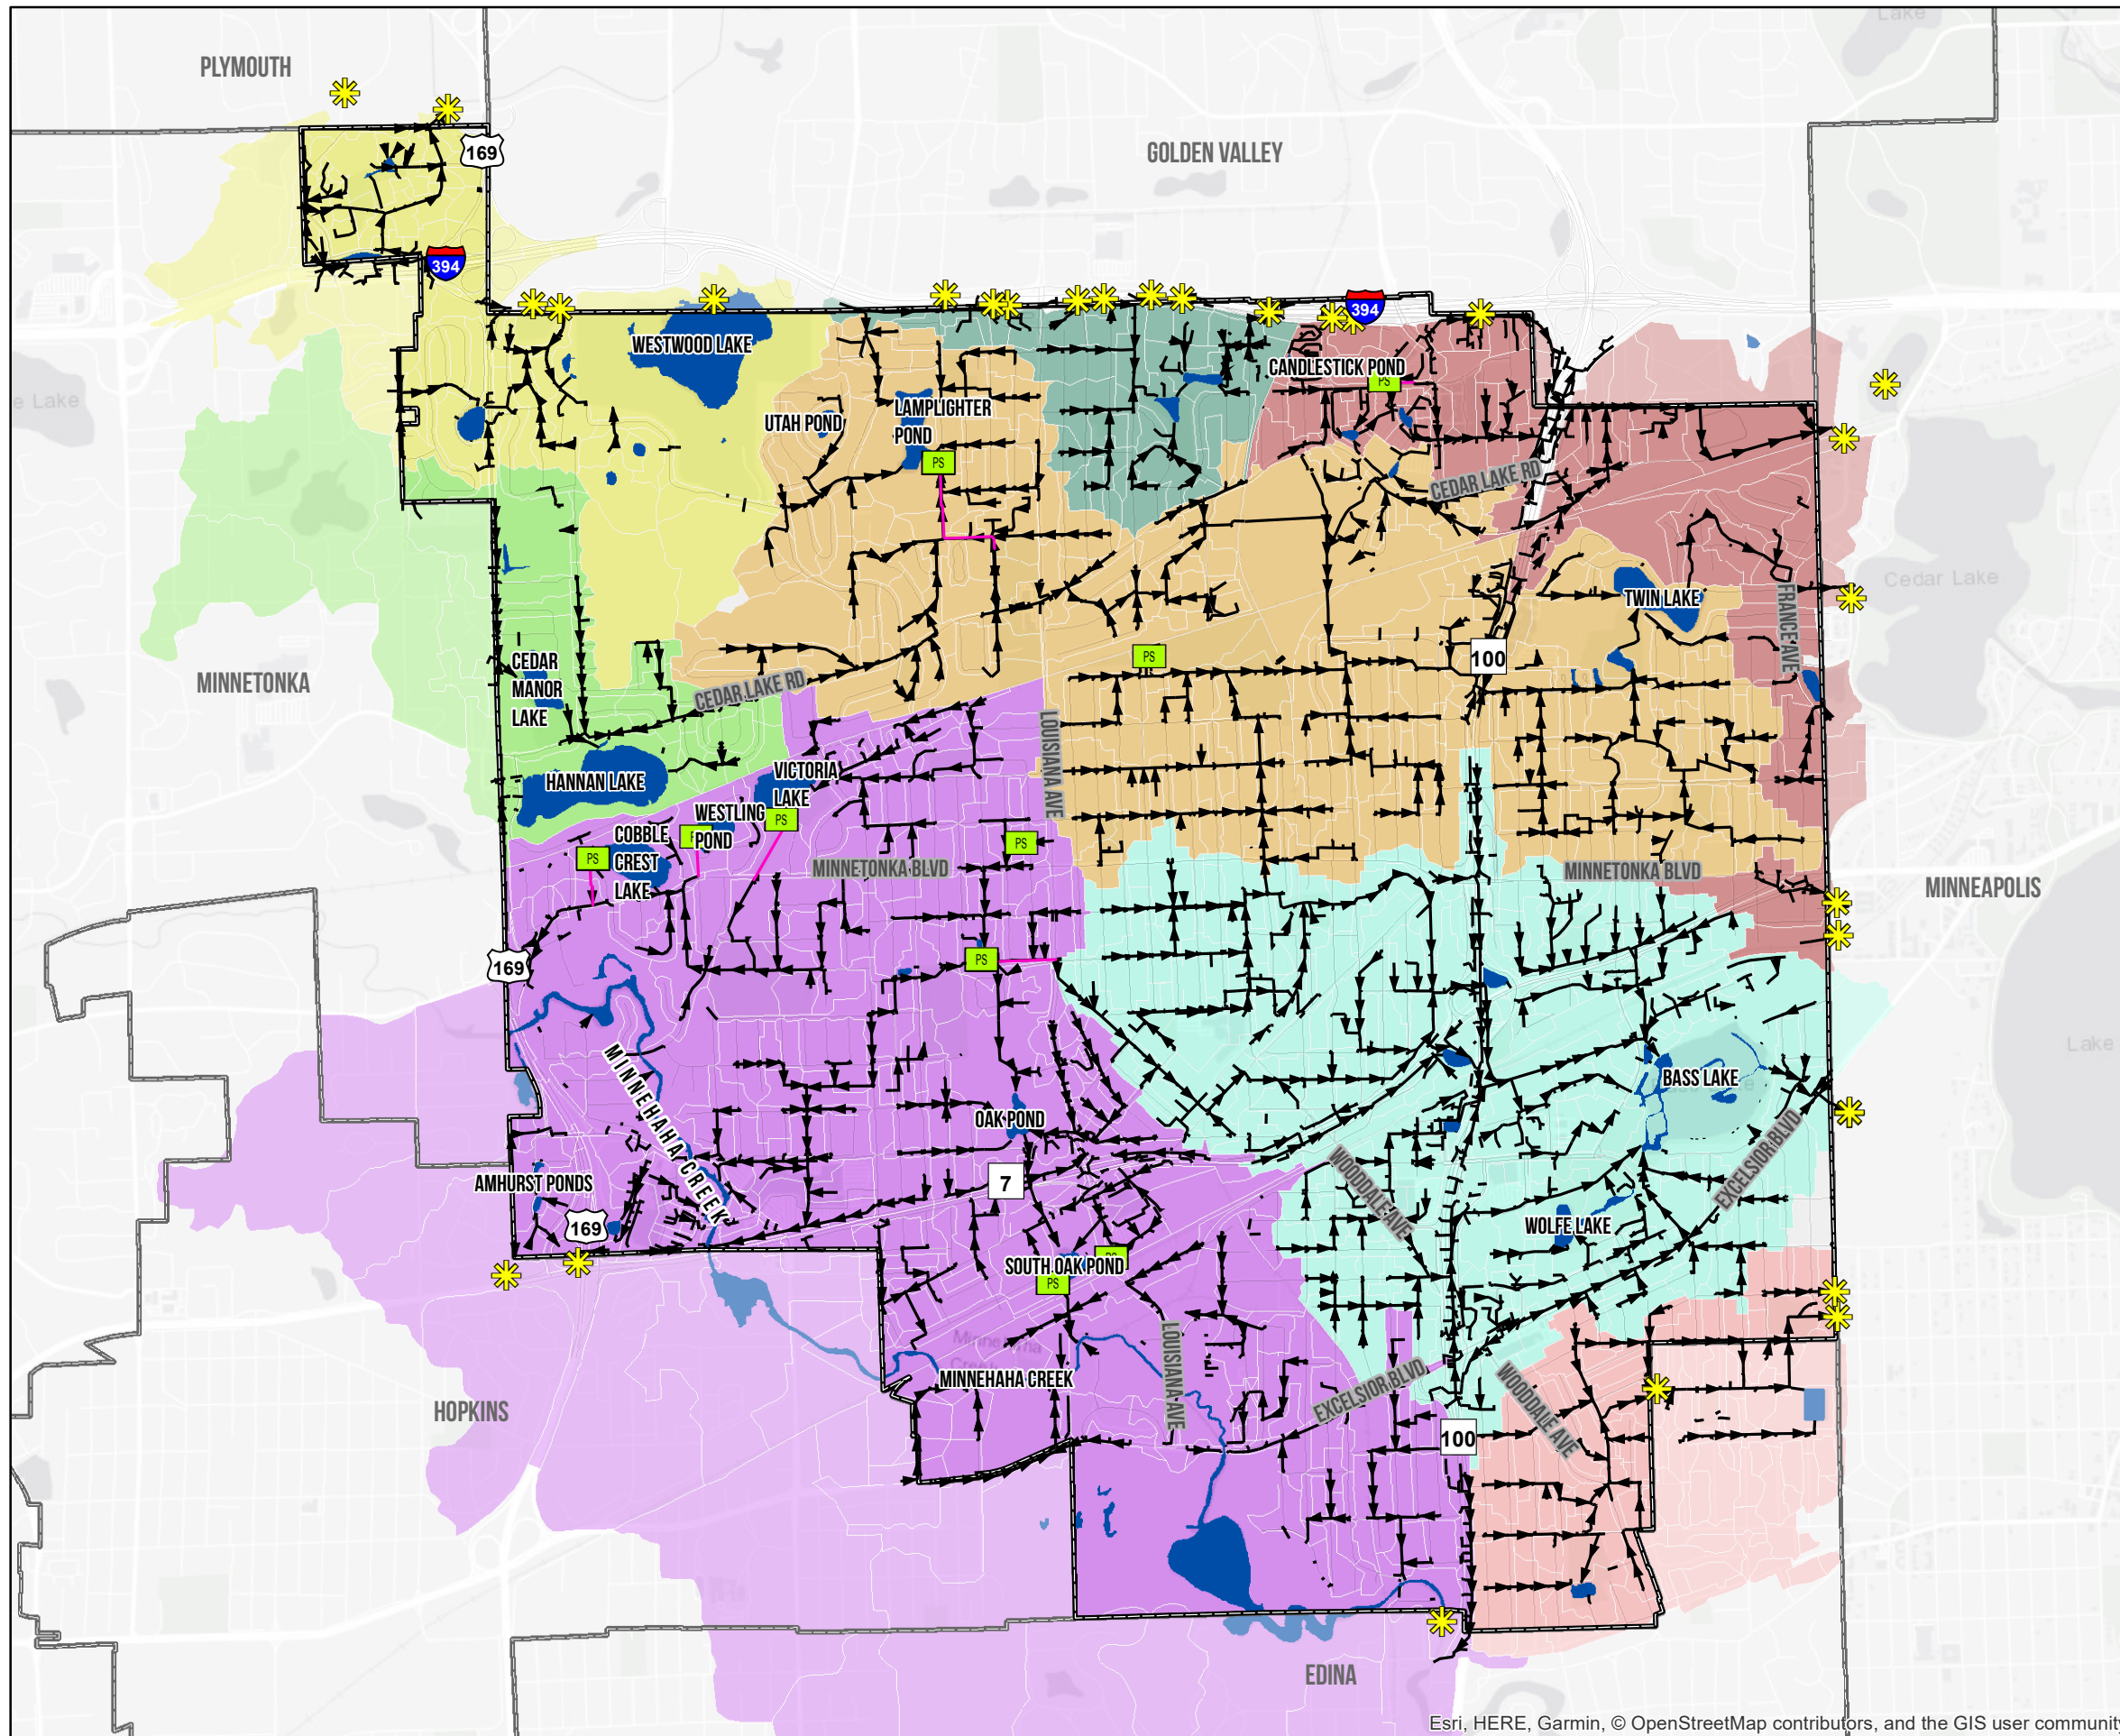 Lake
PLYMOUTH
169
GOLDEN VALLEY
394
394
WESTWOOD LAKE
CANDLESTICK POND
PS
e Lake
LAMPLIGHTER
POND
UTAH POND
PS
CEDAR LAKE RD
Cedar Lake
TWIN LAKE
FRANCE AVE
MINNETONKA
CEDAR
MANOR
LAKE
CEDAR LAKE RD
PS
100
LOUISIANA AVE
HANNAN LAKE
VICTORIA
LAKE
PS
WESTLING
POND
COBBLE
CREST
LAKE
PS
PS
MINNETONKA BLVD
MINNETONKA BLVD
MINNEAPOLIS
169
PS
Lake
MINNEHAHA CREEK
BASS LAKE
OAK POND
EXCELSIOR BLVD
WOODDALE AVE
AMHURST PONDS
7
169
WOLFE LAKE
SOUTH OAK POND
PS
Minnehaha
Creek
MINNEHAHA CREEK
LOUISIANA AVE
EXCELSIOR BLVD
WOODDALE AVE
HOPKINS
100
EDINA
Esri, HERE, Garmin, © OpenStreetMap contributors, and the GIS user community